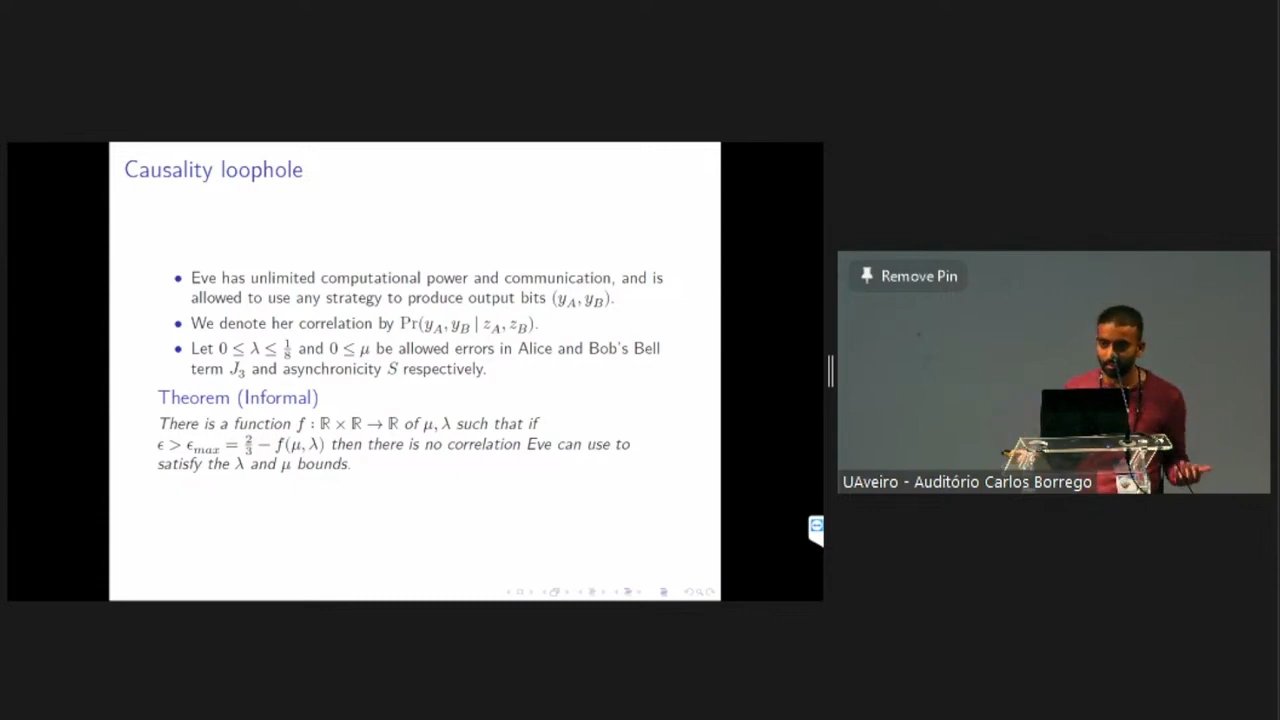 Causality loophole
• Eve has unlimited computational power and communication, and is
allowed to use any strategy to produce output bits (y_A, y_B).
• We denote her correlation by Pr(y_A, y_B | z_A, z_B).
• Let 0 ≤ λ ≤ 1/8 and 0 ≤ μ be allowed errors in Alice and Bob's Bell
term J_3 and asynchronicity S respectively.
Theorem (Informal)
There is a function f : ℝ × ℝ → ℝ of μ, λ such that if
ϵ > ϵ_max = 2/3 − f(μ, λ) then there is no correlation Eve can use to
satisfy the λ and μ bounds.
Remove Pin
UAveiro - Auditório Carlos Borrego